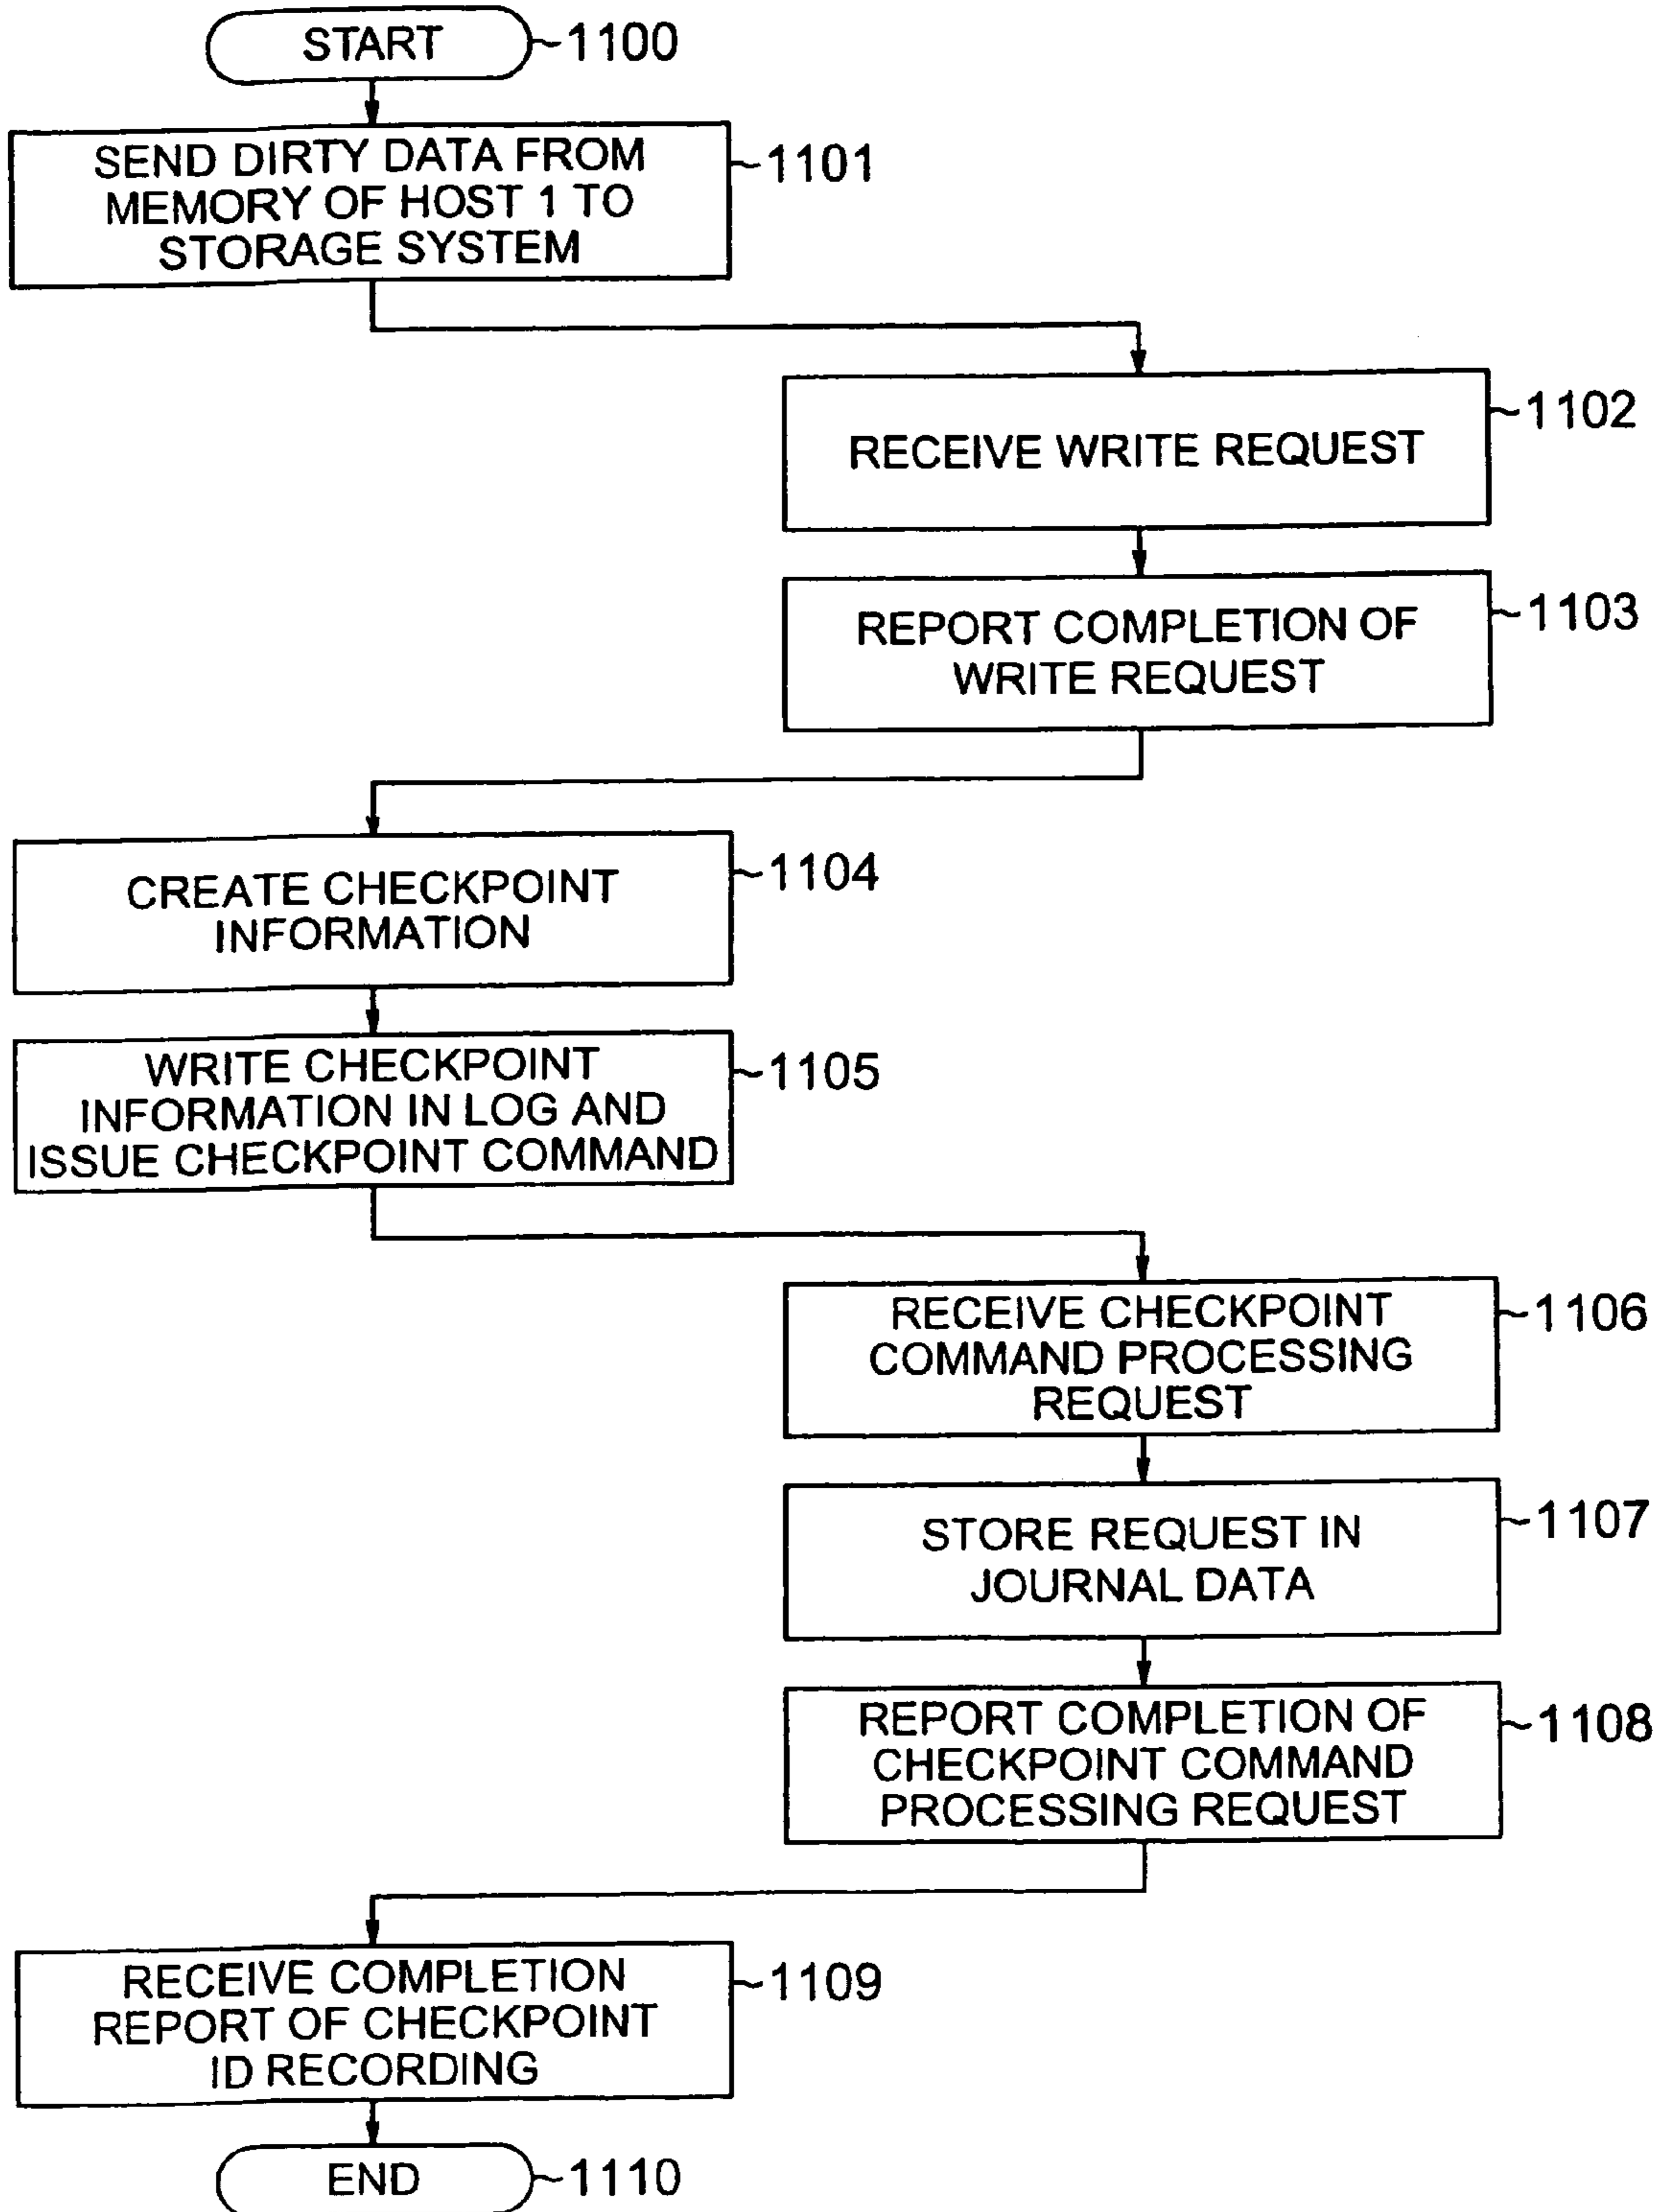 START
1100
SEND DIRTY DATA FROM
MEMORY OF HOST 1 TO
STORAGE SYSTEM
1101
RECEIVE WRITE REQUEST
1102
REPORT COMPLETION OF
WRITE REQUEST
1103
CREATE CHECKPOINT
INFORMATION
1104
WRITE CHECKPOINT
INFORMATION IN LOG AND
ISSUE CHECKPOINT COMMAND
1105
RECEIVE CHECKPOINT
COMMAND PROCESSING
REQUEST
1106
STORE REQUEST IN
JOURNAL DATA
1107
REPORT COMPLETION OF
CHECKPOINT COMMAND
PROCESSING REQUEST
1108
RECEIVE COMPLETION
REPORT OF CHECKPOINT
ID RECORDING
1109
END
1110